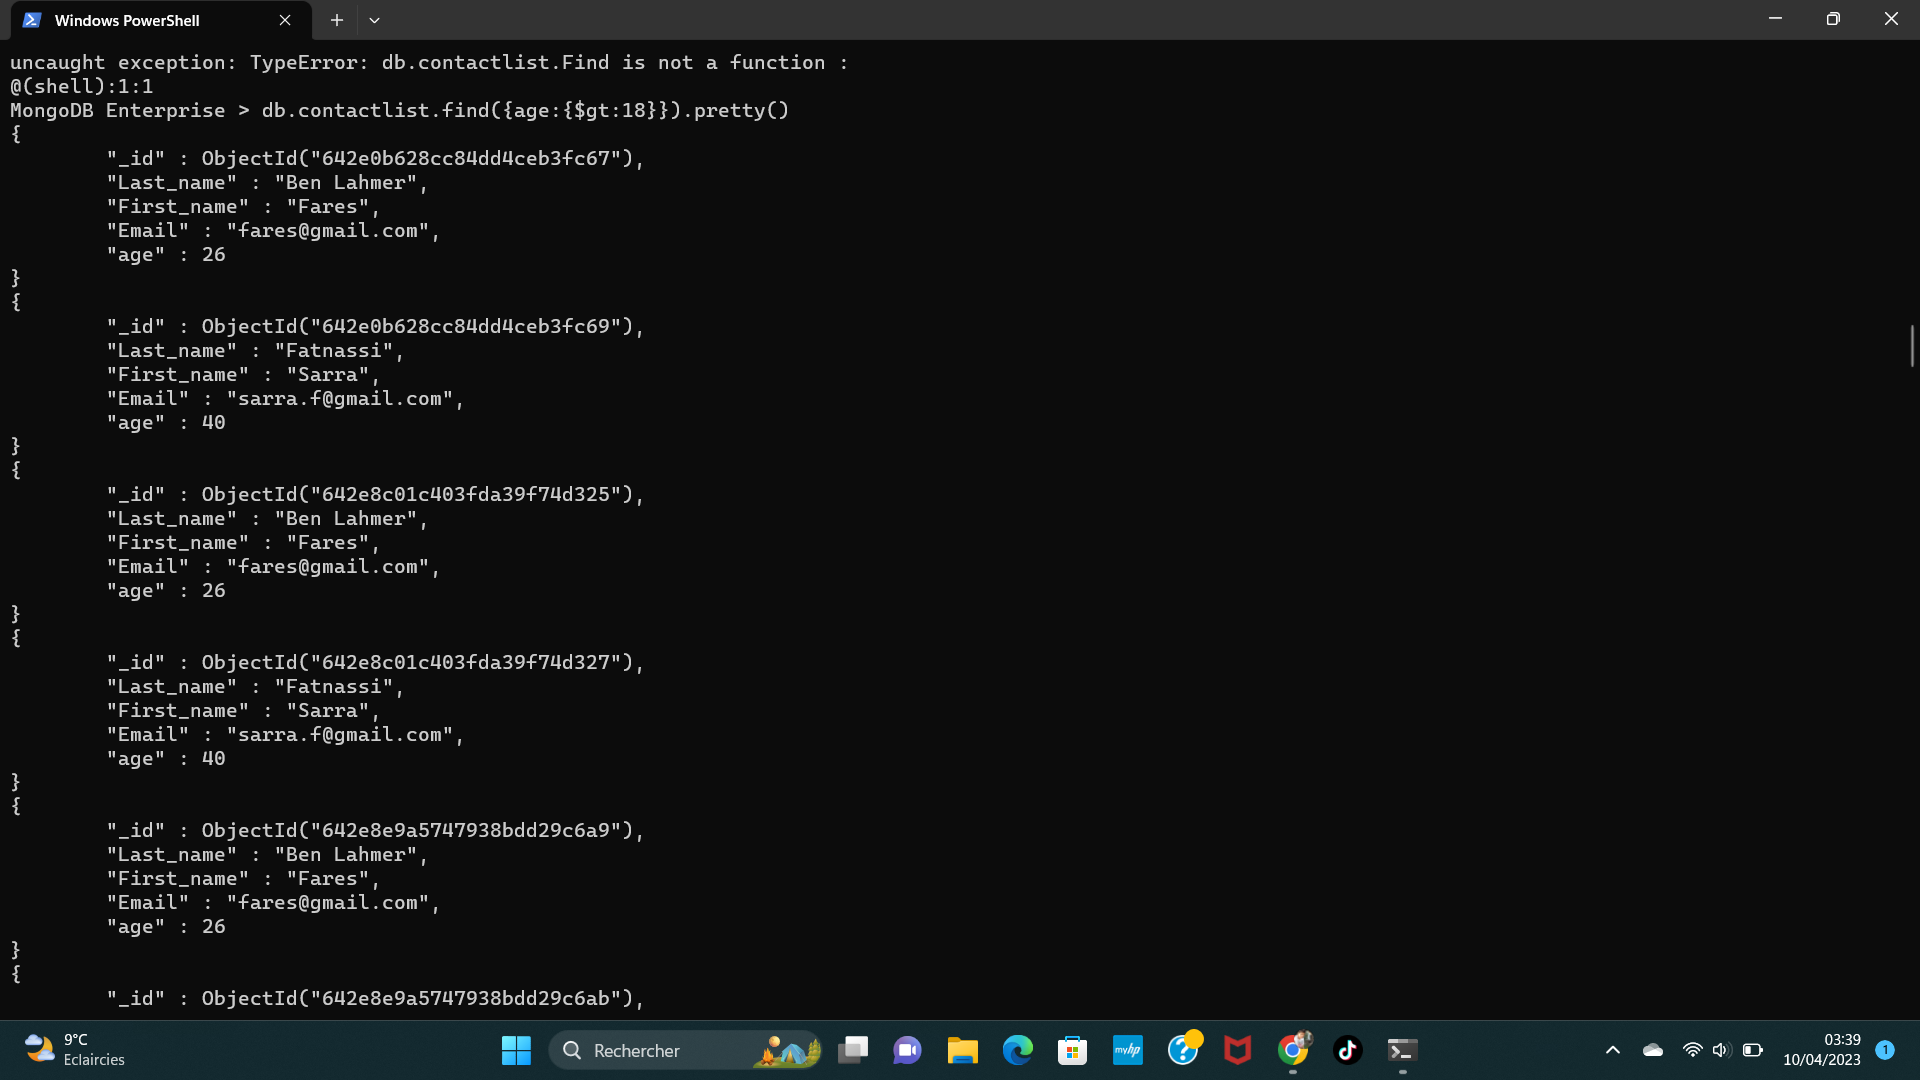 Windows PowerShell
uncaught exception: TypeError: db.contactlist.Find is not a function :
@(shell):1:1
MongoDB Enterprise > db.contactlist.find({age:{$gt:18}}).pretty()
{
"_id" : ObjectId("642e0b628cc84dd4ceb3fc67"),
"Last_name" : "Ben Lahmer",
"First_name" : "Fares",
"Email" : "fares@gmail.com",
"age" : 26
}
{
"_id" : ObjectId("642e0b628cc84dd4ceb3fc69"),
"Last_name" : "Fatnassi",
"First_name" : "Sarra",
"Email" : "sarra.f@gmail.com",
"age" : 40
}
{
"_id" : ObjectId("642e8c01c403fda39f74d325"),
"Last_name" : "Ben Lahmer",
"First_name" : "Fares",
"Email" : "fares@gmail.com",
"age" : 26
}
{
"_id" : ObjectId("642e8c01c403fda39f74d327"),
"Last_name" : "Fatnassi",
"First_name" : "Sarra",
"Email" : "sarra.f@gmail.com",
"age" : 40
}
{
"_id" : ObjectId("642e8e9a5747938bdd29c6a9"),
"Last_name" : "Ben Lahmer",
"First_name" : "Fares",
"Email" : "fares@gmail.com",
"age" : 26
}
{
"_id" : ObjectId("642e8e9a5747938bdd29c6ab"),
9°C
Eclaircies
Rechercher
myhp
03:39
10/04/2023
1